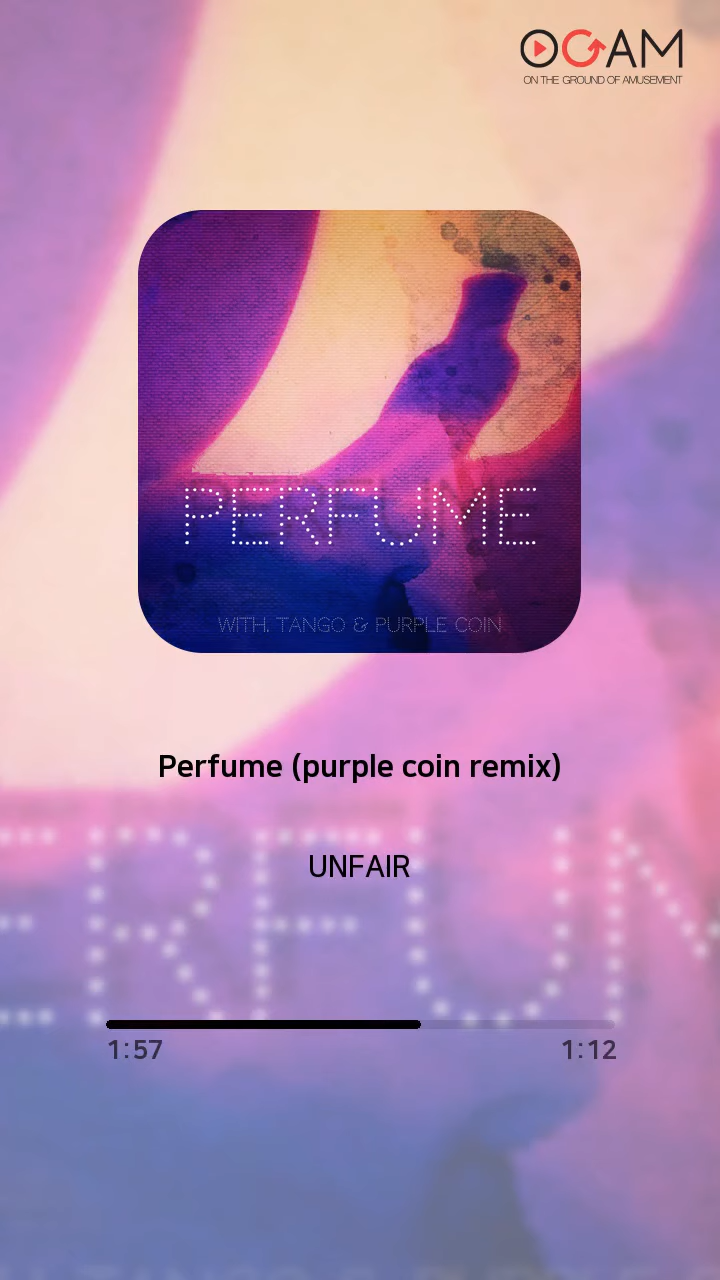 OGAM
ON THE GROUND OF AMUSEMENT
PERFUME
WITH. TANGO & PURPLE COIN
Perfume (purple coin remix)
UNFAIR
ERFUM
1:57
1:12